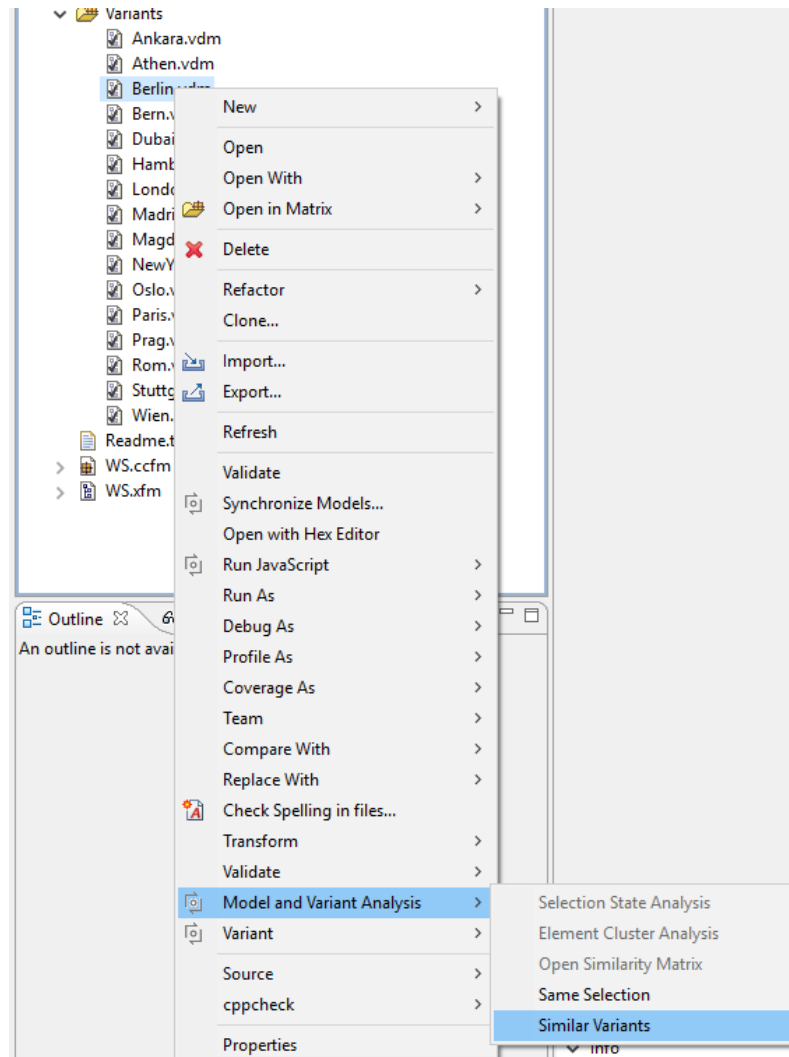 Variants
Ankara.vdm
Athen.vdm
Berlin.vdm
Bern.v
Dubai
Hamb
Londo
Madri
Magd
NewY
Oslo.v
Paris.v
Prag.v
Rom.v
Stuttg
Wien.
Readme.t
WS.ccfm
WS.xfm
New
Open
Open With
Open in Matrix
Delete
Refactor
Clone...
Import...
Export...
Refresh
Validate
Synchronize Models...
Open with Hex Editor
Run JavaScript
Run As
Debug As
Profile As
Coverage As
Team
Compare With
Replace With
Check Spelling in files...
Transform
Validate
Model and Variant Analysis
Variant
Source
cppcheck
Properties
Selection State Analysis
Element Cluster Analysis
Open Similarity Matrix
Same Selection
Similar Variants
Info
Outline
An outline is not avai